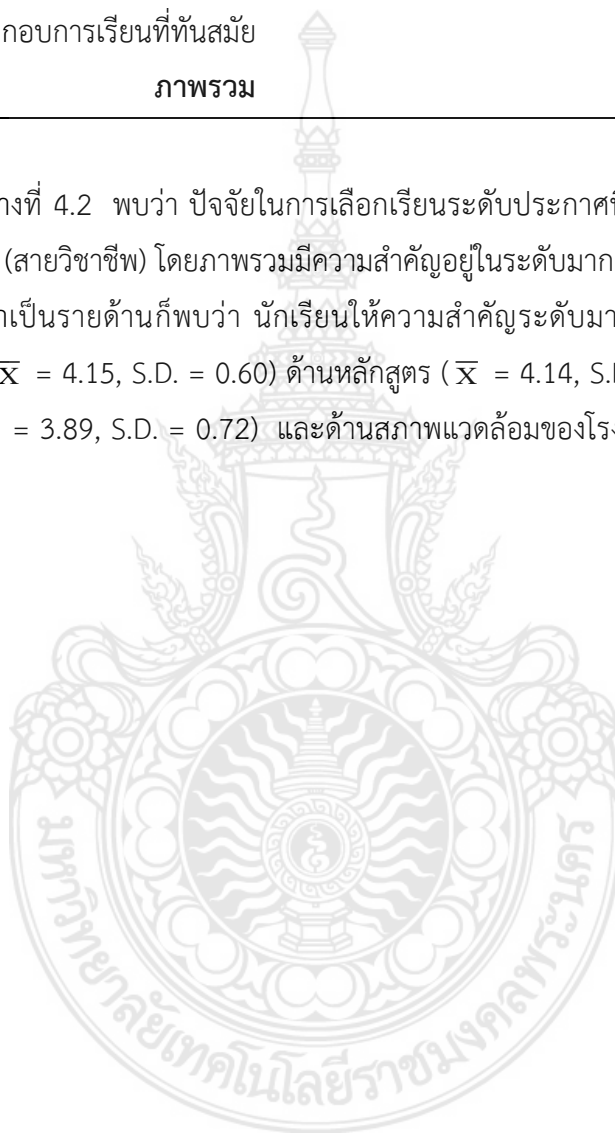 กอบการเรียนที่ทันสมัย
ภาพรวม
างที่ 4.2 พบว่า ปัจจัยในการเลือกเรียนระดับประกาศนี
(สายวิชาชีพ) โดยภาพรวมมีความสำคัญอยู่ในระดับมาก
าเป็นรายด้านก็พบว่า นักเรียนให้ความสำคัญระดับมา
x̄ = 4.15, S.D. = 0.60) ด้านหลักสูตร ( x̄ = 4.14, S.D
= 3.89, S.D. = 0.72) และด้านสภาพแวดล้อมของโรง
มหาวิทยาลัยเทคโนโลยีราชมงคลพระนคร